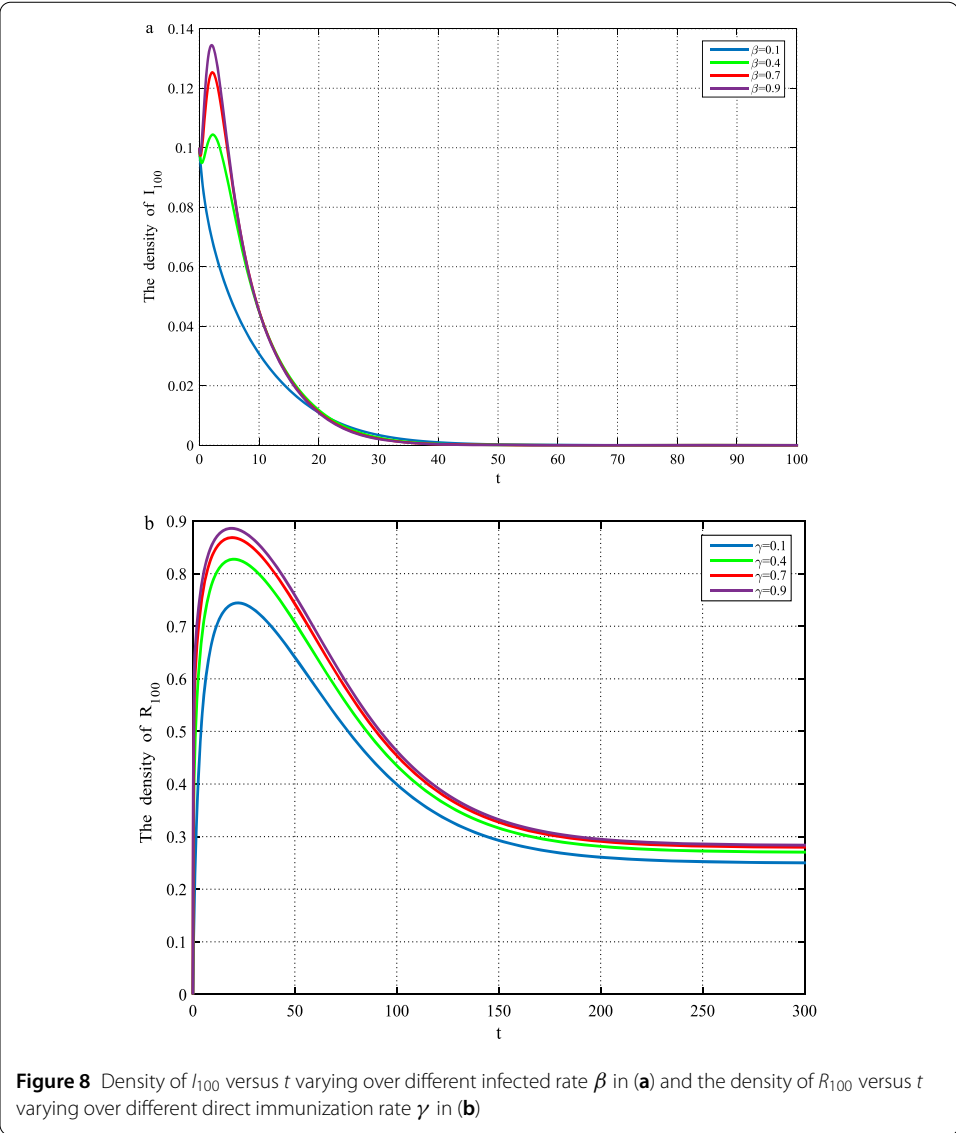 a
0.14
0.12
0.1
0.08
0.06
0.04
0.02
0
The density of I_100
β=0.1
β=0.4
β=0.7
β=0.9
0 10 20 30 40 50 60 70 80 90 100
t
b
0.9
0.8
0.7
0.6
0.5
0.4
0.3
0.2
0.1
0
The density of R_100
γ=0.1
γ=0.4
γ=0.7
γ=0.9
0 50 100 150 200 250 300
t
Figure 8 Density of I_100 versus t varying over different infected rate β in (a) and the density of R_100 versus t
varying over different direct immunization rate γ in (b)